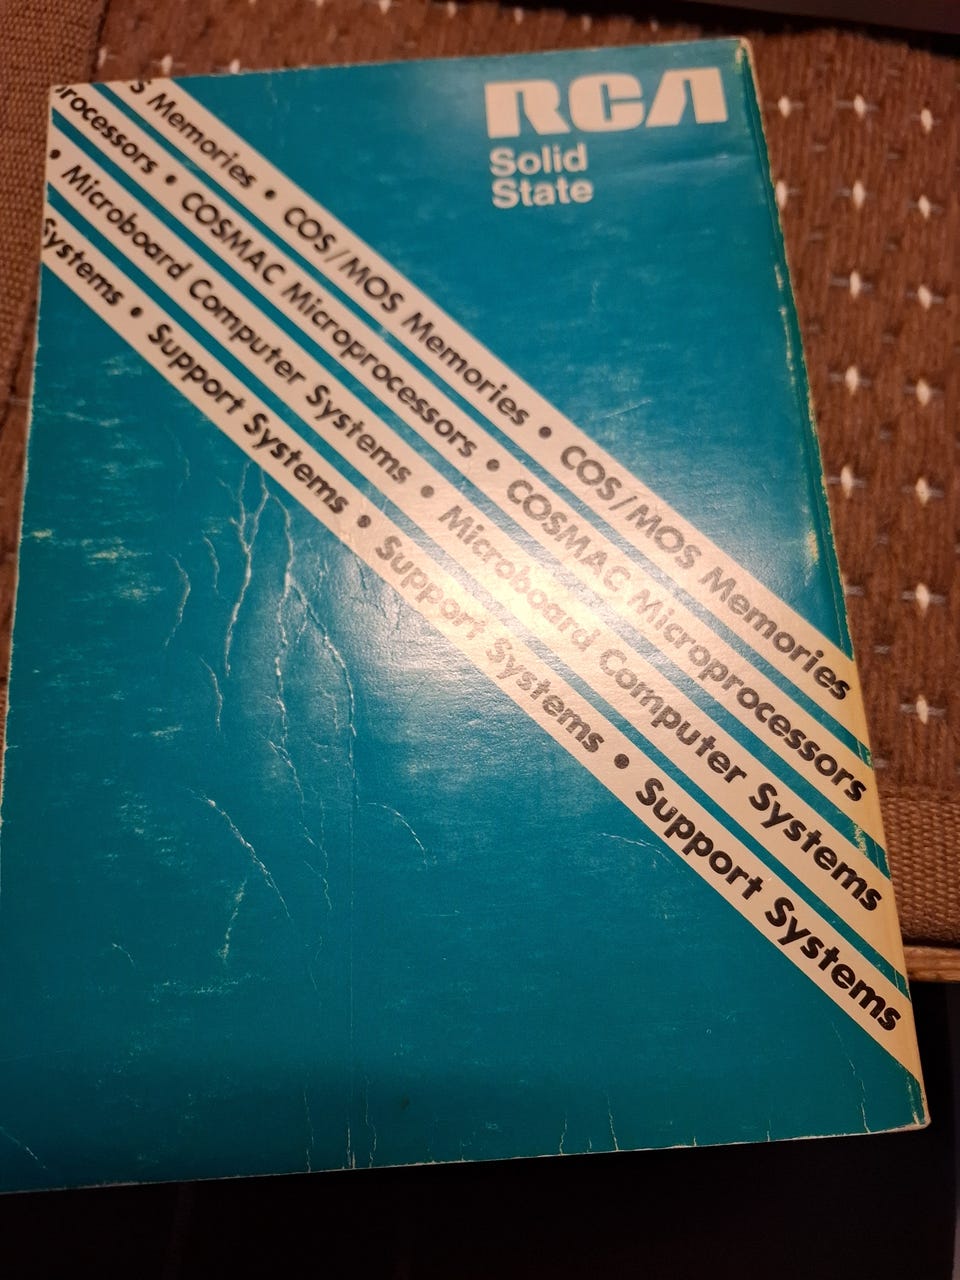 RCA
Solid
State
S Memories • COS/MOS Memories • COS/MOS Memories
rocessors • COSMAC Microprocessors • COSMAC Microprocessors
• Microboard Computer Systems • Microboard Computer Systems
Systems • Support Systems • Support Systems • Support Systems